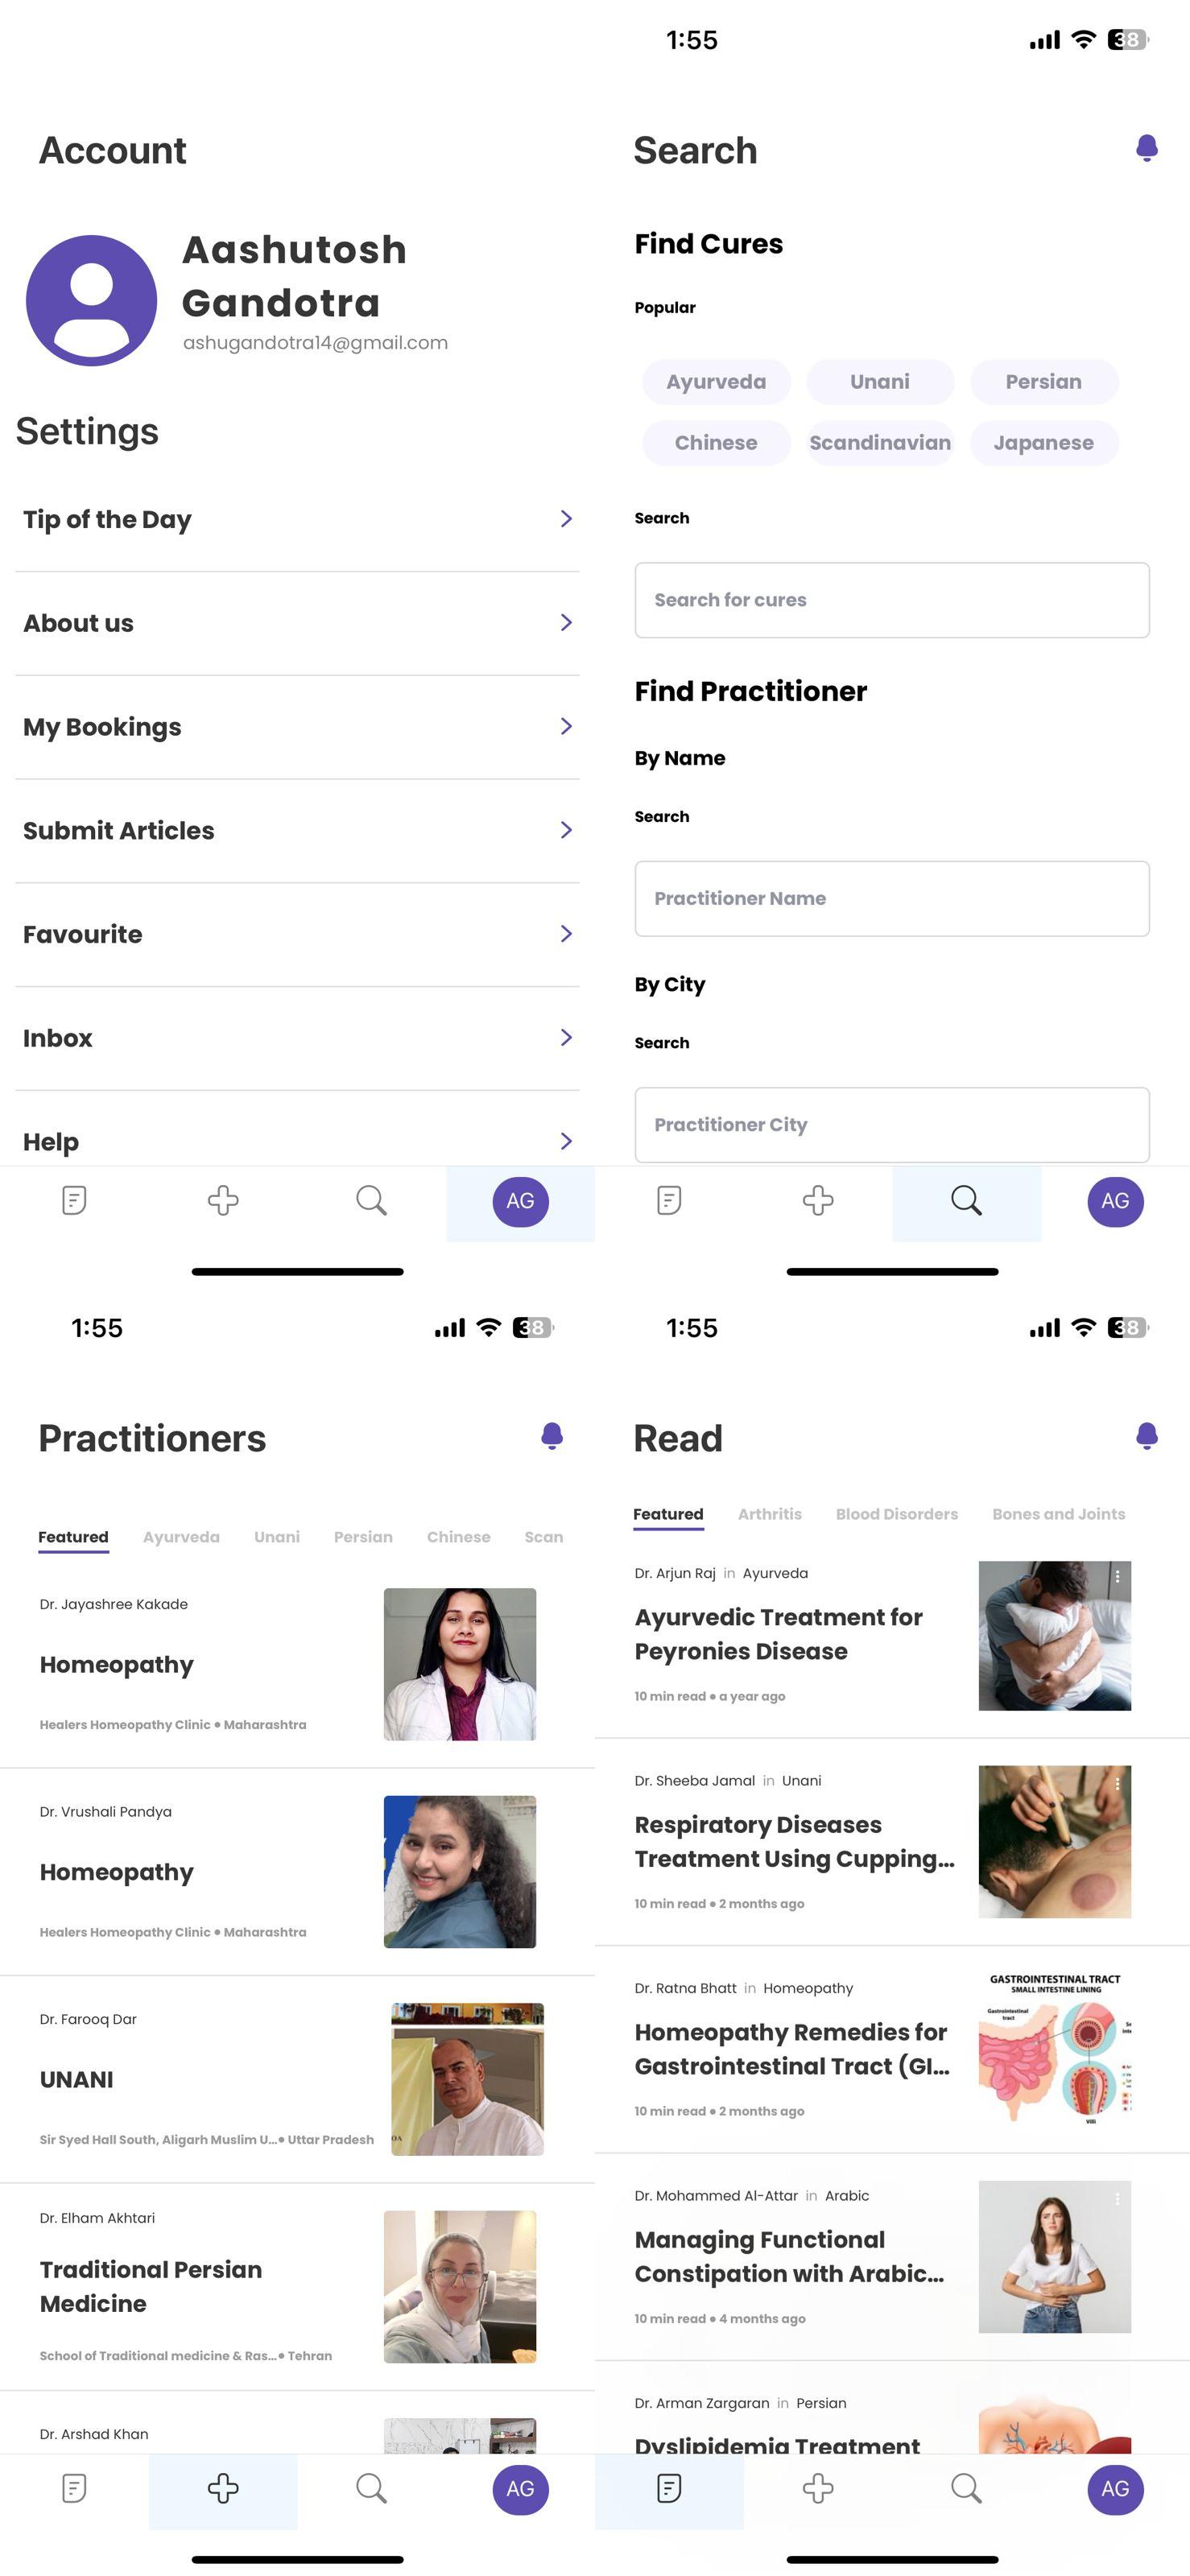 Account
Aashutosh
Gandotra
ashugandotra14@gmail.com
Settings
Tip of the Day
About us
My Bookings
Submit Articles
Favourite
Inbox
Help
AG
1:55
38
Search
Find Cures
Popular
Ayurveda Unani Persian
Chinese Scandinavian Japanese
Search
Search for cures
Find Practitioner
By Name
Search
Practitioner Name
By City
Search
Practitioner City
AG
1:55
38
Practitioners
Featured Ayurveda Unani Persian Chinese Scan
Dr. Jayashree Kakade
Homeopathy
Healers Homeopathy Clinic • Maharashtra
Dr. Vrushali Pandya
Homeopathy
Healers Homeopathy Clinic • Maharashtra
Dr. Farooq Dar
UNANI
Sir Syed Hall South, Aligarh Muslim U...• Uttar Pradesh
Dr. Elham Akhtari
Traditional Persian
Medicine
School of Traditional medicine & Ras...• Tehran
Dr. Arshad Khan
AG
1:55
38
Read
Featured Arthritis Blood Disorders Bones and Joints
Dr. Arjun Raj in Ayurveda
Ayurvedic Treatment for
Peyronies Disease
10 min read • a year ago
Dr. Sheeba Jamal in Unani
Respiratory Diseases
Treatment Using Cupping...
10 min read • 2 months ago
Dr. Ratna Bhatt in Homeopathy
Homeopathy Remedies for
Gastrointestinal Tract (GI...
10 min read • 2 months ago
GASTROINTESTINAL TRACT
SMALL INTESTINE LINING
Gastrointestinal
tract
Villi
Dr. Mohammed Al-Attar in Arabic
Managing Functional
Constipation with Arabic...
10 min read • 4 months ago
Dr. Arman Zargaran in Persian
Dyslipidemia Treatment
AG